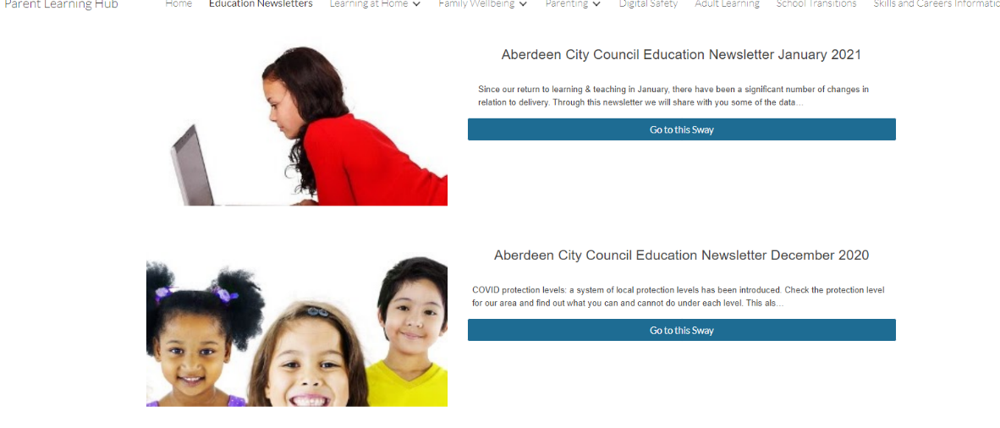 Parent Learning Hub
Home Education Newsletters Learning at Home Family Wellbeing Parenting Digital Safety Adult Learning School Transitions Skills and Careers Informatic
Aberdeen City Council Education Newsletter January 2021
Since our return to learning & teaching in January, there have been a significant number of changes in
relation to delivery. Through this newsletter we will share with you some of the data…
Go to this Sway
Aberdeen City Council Education Newsletter December 2020
COVID protection levels: a system of local protection levels has been introduced. Check the protection level
for our area and find out what you can and cannot do under each level. This als…
Go to this Sway